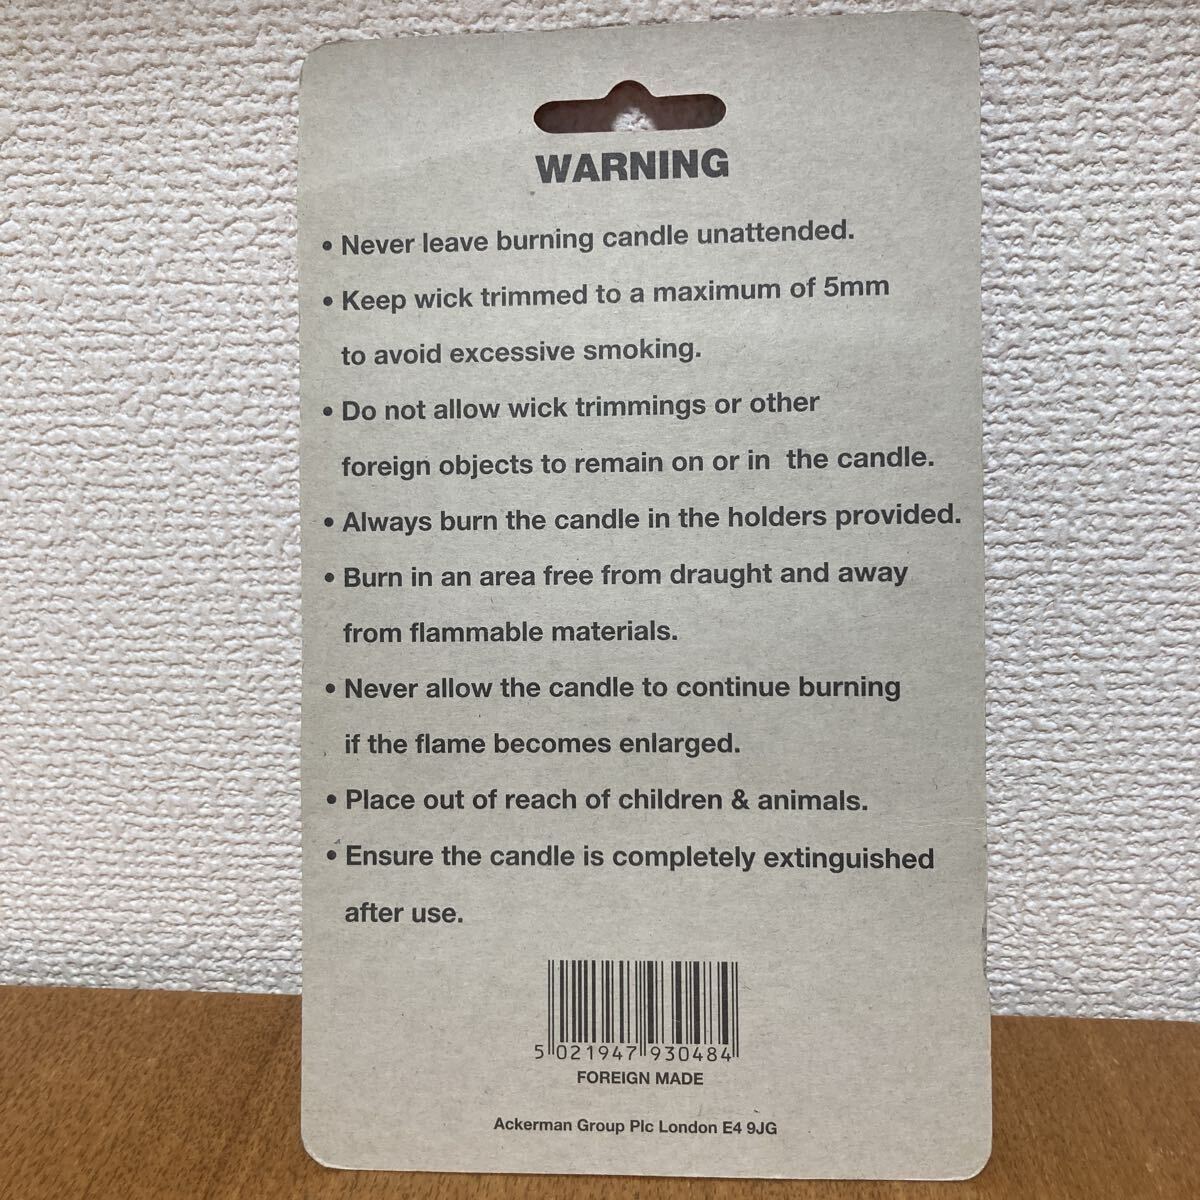 WARNING
• Never leave burning candle unattended.
• Keep wick trimmed to a maximum of 5mm
to avoid excessive smoking.
• Do not allow wick trimmings or other
foreign objects to remain on or in the candle.
• Always burn the candle in the holders provided.
• Burn in an area free from draught and away
from flammable materials.
• Never allow the candle to continue burning
if the flame becomes enlarged.
• Place out of reach of children & animals.
• Ensure the candle is completely extinguished
after use.
5 021947 930484
FOREIGN MADE
Ackerman Group Plc London E4 9JG